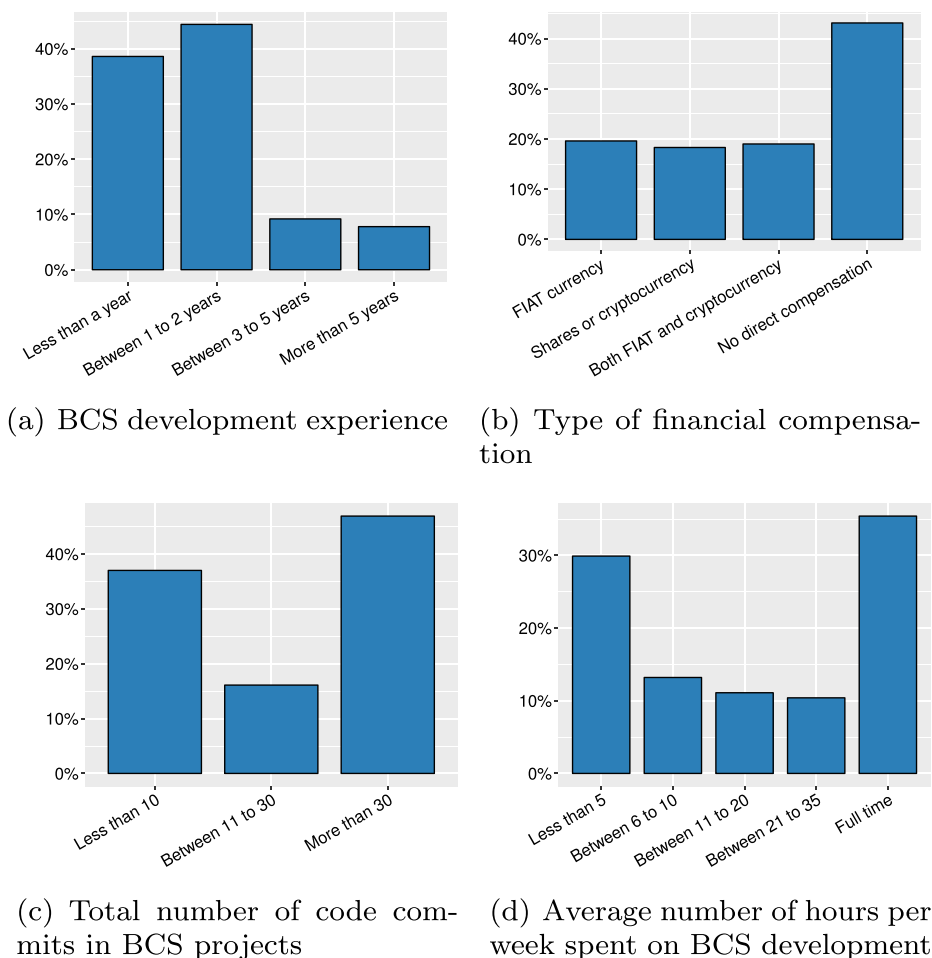 40%
30%
20%
10%
0%
Less than a year
Between 1 to 2 years
Between 3 to 5 years
More than 5 years
(a) BCS development experience
40%
30%
20%
10%
0%
FIAT currency
Shares or cryptocurrency
Both FIAT and cryptocurrency
No direct compensation
(b) Type of financial compensa-
tion
40%
30%
20%
10%
0%
Less than 10
Between 11 to 30
More than 30
(c) Total number of code com-
mits in BCS projects
30%
20%
10%
0%
Less than 5
Between 6 to 10
Between 11 to 20
Between 21 to 35
Full time
(d) Average number of hours per
week spent on BCS development